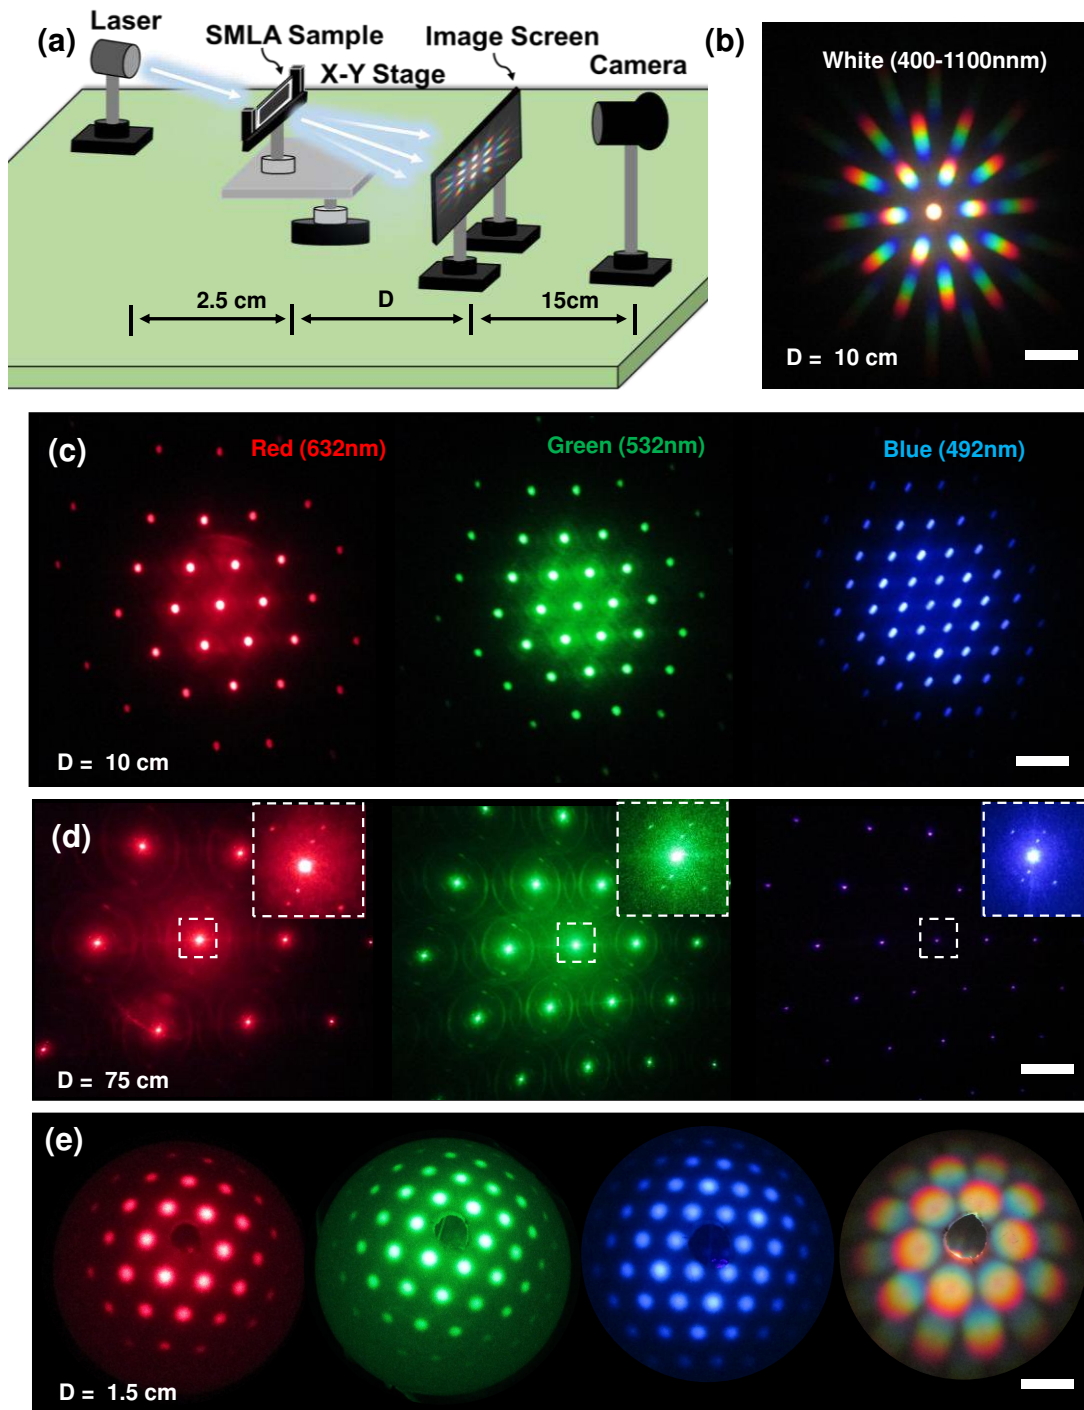 (a)
Laser
SMLA Sample
X-Y Stage
Image Screen
Camera
2.5 cm
D
15cm
(b)
White (400-1100nnm)
D = 10 cm
(c)
Red (632nm)
Green (532nm)
Blue (492nm)
D = 10 cm
(d)
D = 75 cm
(e)
D = 1.5 cm